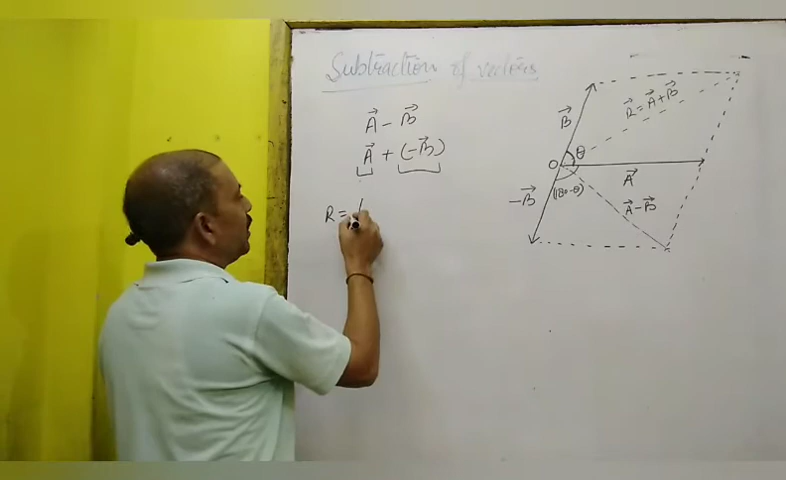 Subtraction of vectors
A⃗ - B⃗
A⃗ + (-B⃗)
R =
B⃗
R⃗ = A⃗ + B⃗
O
θ
A⃗
-B⃗
(180-θ)
A⃗ - B⃗